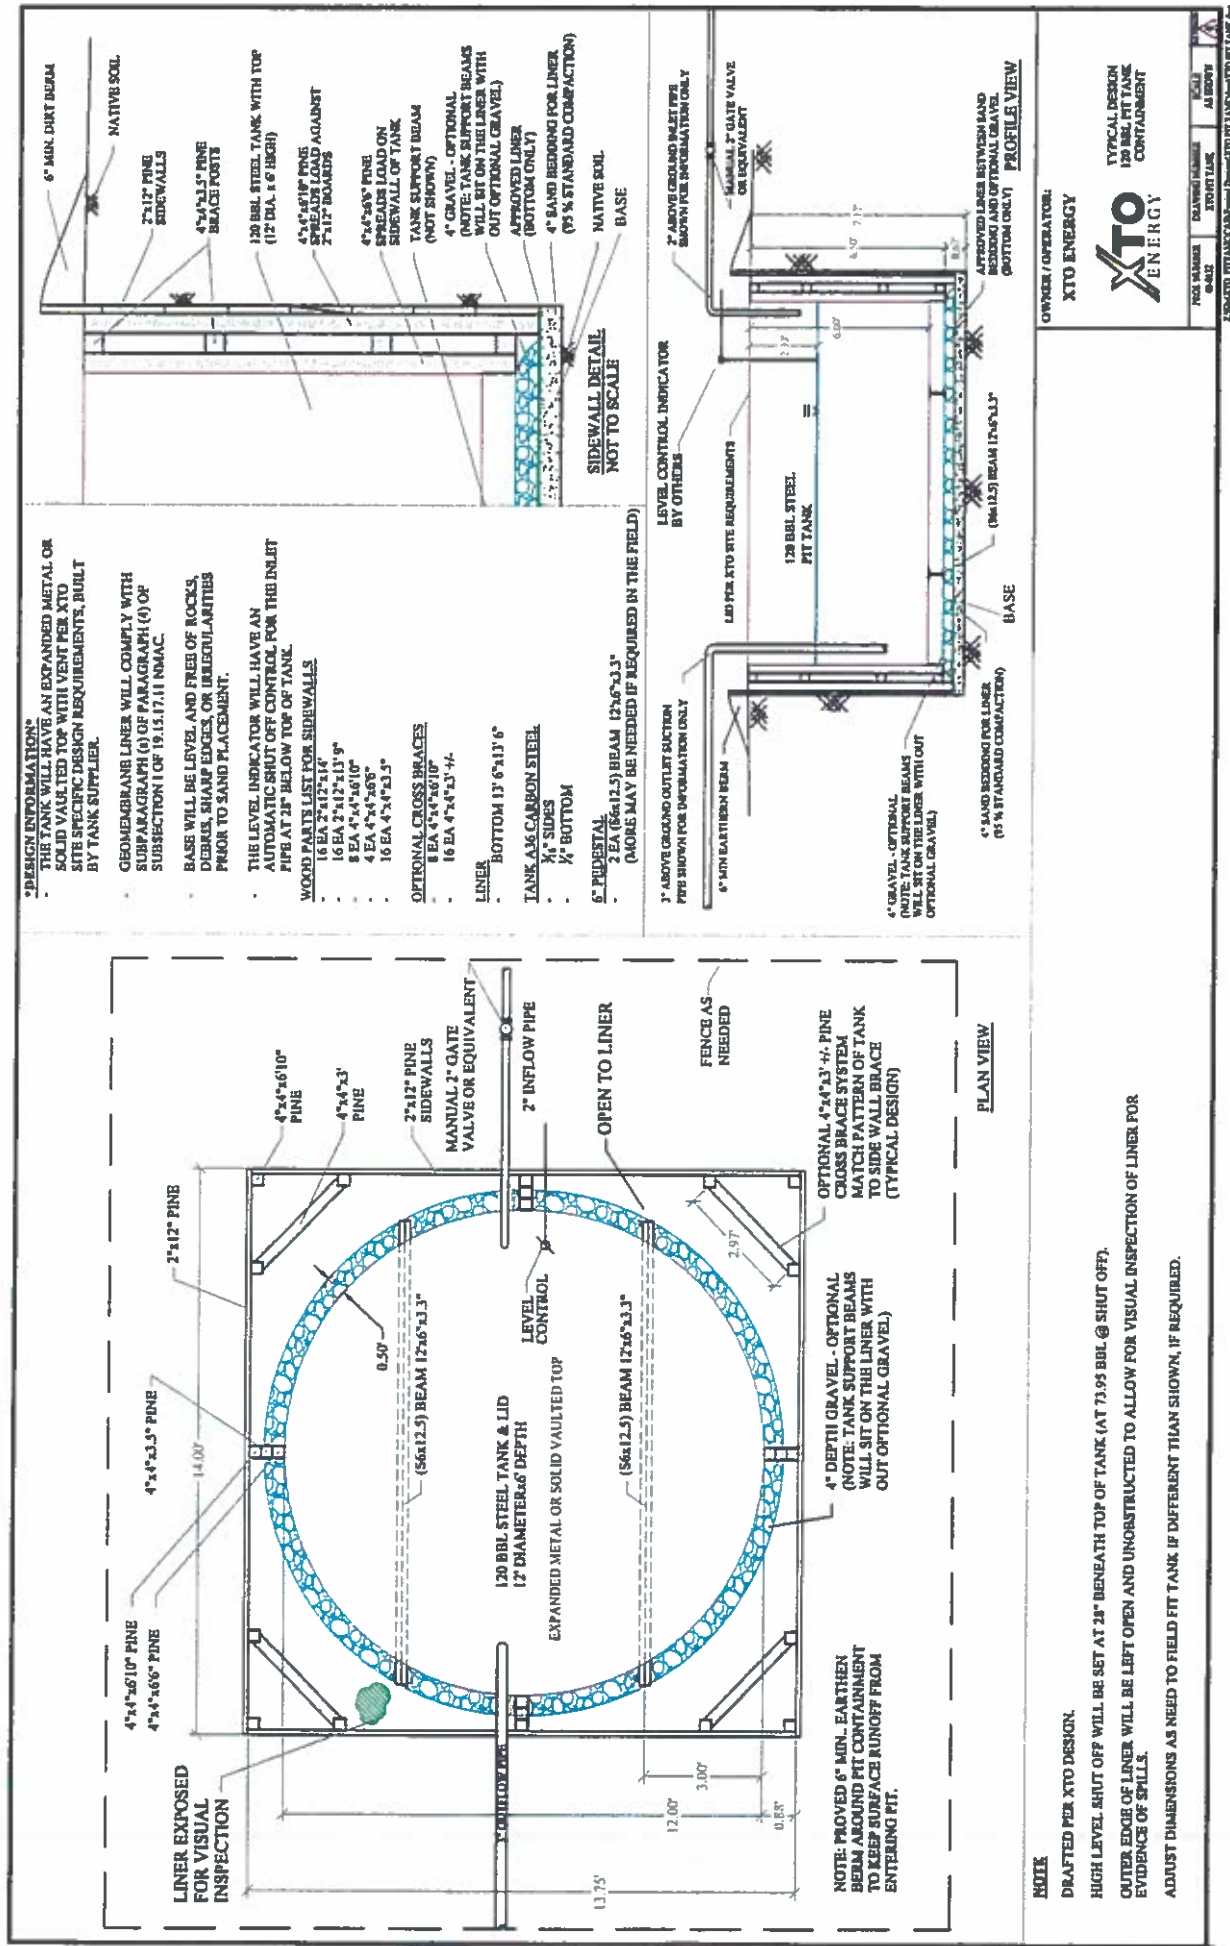 LINER EXPOSED
FOR VISUAL
INSPECTION
4"x4"x6'10" PINE
4"x4"x6'6" PINE
4"x4"x3.5" PINE
2"x12" PINE
14.00'
4"x4"x6'10"
PINE
4"x4"x3'
PINE
2"x12" PINE
SIDEWALLS
MANUAL 2" GATE
VALVE OR EQUIVALENT
2" INFLOW PIPE
OPEN TO LINER
FENCE AS
NEEDED
0.50'
(S6x12.5) BEAM 12'x6"x3.3"
LEVEL
CONTROL
120 BBL STEEL TANK & LID
12' DIAMETERx6' DEPTH
EXPANDED METAL OR SOLID VAULTED TOP
(S6x12.5) BEAM 12'x6"x3.3"
2.97'
OPTIONAL 4"x4"x3' +/- PINE
CROSS BRACE SYSTEM
MATCH PATTERN OF TANK
TO SIDE WALL BRACE
(TYPICAL DESIGN)
4" DEPTH GRAVEL - OPTIONAL
(NOTE: TANK SUPPORT BEAMS
WILL SIT ON THE LINER WITH
OUT OPTIONAL GRAVEL)
13.75'
12.00'
3.00'
0.88'
NOTE: PROVED 6" MIN. EARTHEN
BERM AROUND PIT CONTAINMENT
TO KEEP SURFACE RUNOFF FROM
ENTERING PIT.
PLAN VIEW
*DESIGN INFORMATION*
- THE TANK WILL HAVE AN EXPANDED METAL OR
SOLID VAULTED TOP WITH VENT PER XTO
SITE SPECIFIC DESIGN REQUIREMENTS, BUILT
BY TANK SUPPLIER.
- GEOMEMBRANE LINER WILL COMPLY WITH
SUBPARAGRAPH (a) OF PARAGRAPH (4) OF
SUBSECTION I OF 19.15.17.11 NMAC.
- BASE WILL BE LEVEL AND FREE OF ROCKS,
DEBRIS, SHARP EDGES, OR IRREGULARITIES
PRIOR TO SAND PLACEMENT.
- THE LEVEL INDICATOR WILL HAVE AN
AUTOMATIC SHUT OFF CONTROL FOR THE INLET
PIPE AT 28" BELOW TOP OF TANK.
WOOD PARTS LIST FOR SIDEWALLS
- 16 EA 2"x12"x14'
- 16 EA 2"x12"x13'9"
- 8 EA 4"x4"x6'10"
- 4 EA 4"x4"x6'6"
- 16 EA 4"x4"x3.5"
OPTIONAL CROSS BRACES
- 8 EA 4"x4"x6'10"
- 16 EA 4"x4"x3' +/-
LINER
- BOTTOM 13' 6"x13' 6"
TANK A36 CARBON STEEL
SIDES
BOTTOM
6" PEDESTAL
- 2 EA (S6x12.5) BEAM 12'x6"x3.3"
(MORE MAY BE NEEDED IF REQUIRED IN THE FIELD)
6" MIN. DIRT BERM
NATIVE SOIL
2"x12" PINE
SIDEWALLS
4"x4"x3.5" PINE
BRACE POSTS
120 BBL STEEL TANK WITH TOP
(12' DIA. x 6' HIGH)
4"x4"x6'10" PINE
SPREADS LOAD AGAINST
2"x12" BOARDS
4"x4"x6'6" PINE
SPREADS LOAD ON
SIDEWALL OF TANK
TANK SUPPORT BEAM
(NOT SHOWN)
4" GRAVEL - OPTIONAL
(NOTE: TANK SUPPORT BEAMS
WILL SIT ON THE LINER WITH
OUT OPTIONAL GRAVEL)
APPROVED LINER
(BOTTOM ONLY)
4" SAND BEDDING FOR LINER
(95 % STANDARD COMPACTION)
NATIVE SOIL
BASE
SIDEWALL DETAIL
NOT TO SCALE
3" ABOVE GROUND OUTLET SUCTION
PIPE SHOWN FOR INFORMATION ONLY
6" MIN EARTHERN BERM
LEVEL CONTROL INDICATOR
BY OTHERS
LID PER XTO SITE REQUIREMENTS
120 BBL STEEL
PIT TANK
2" ABOVE GROUND INLET PIPE
SHOWN FOR INFORMATION ONLY
MANUAL 2" GATE VALVE
OR EQUIVALENT
6.00'
6.50'
7.17'
4" GRAVEL - OPTIONAL
(NOTE: TANK SUPPORT BEAMS
WILL SIT ON THE LINER WITH OUT
OPTIONAL GRAVEL)
4" SAND BEDDING FOR LINER
(95 % STANDARD COMPACTION)
BASE
(S6x12.5) BEAM 12'x6"x3.3"
APPROVED LINER BETWEEN SAND
BEDDING AND OPTIONAL GRAVEL
(BOTTOM ONLY)
PROFILE VIEW
NOTE
DRAFTED PER XTO DESIGN.
HIGH LEVEL SHUT OFF WILL BE SET AT 28" BENEATH TOP OF TANK (AT 73.95 BBL @ SHUT OFF).
OUTER EDGE OF LINER WILL BE LEFT OPEN AND UNOBSTRUCTED TO ALLOW FOR VISUAL INSPECTION OF LINER FOR
EVIDENCE OF SPILLS.
ADJUST DIMENSIONS AS NEED TO FIELD FIT TANK IF DIFFERENT THAN SHOWN, IF REQUIRED.
OWNER / OPERATOR:
XTO ENERGY
XTO
ENERGY
TYPICAL DESIGN
120 BBL PIT TANK
CONTAINMENT
DRAWING NUMBER
SCALE
AS SHOWN